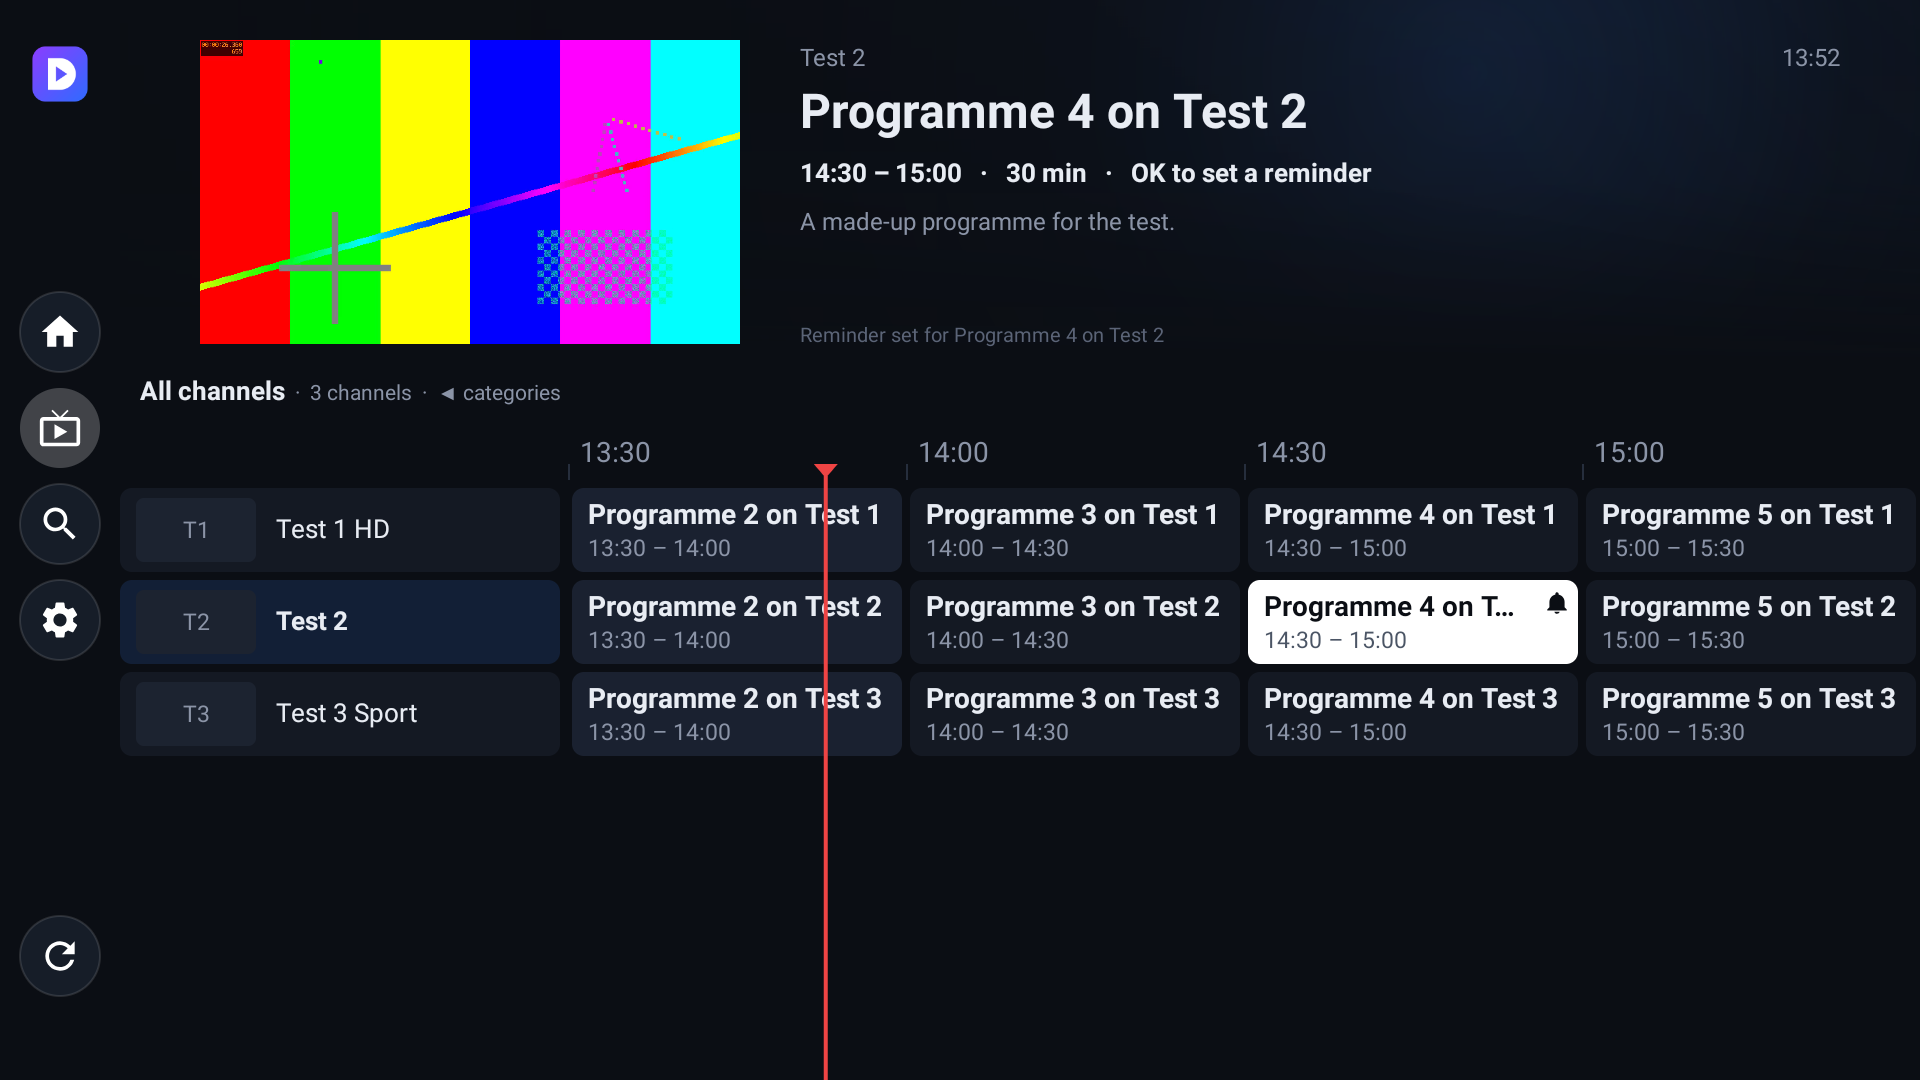 Test 2
13:52
Programme 4 on Test 2
14:30 – 15:00 · 30 min · OK to set a reminder
A made-up programme for the test.
Reminder set for Programme 4 on Test 2
All channels · 3 channels · ◄ categories
13:30 14:00 14:30 15:00
T1 Test 1 HD
Programme 2 on Test 1
13:30 – 14:00
Programme 3 on Test 1
14:00 – 14:30
Programme 4 on Test 1
14:30 – 15:00
Programme 5 on Test 1
15:00 – 15:30
T2 Test 2
Programme 2 on Test 2
13:30 – 14:00
Programme 3 on Test 2
14:00 – 14:30
Programme 4 on T...
14:30 – 15:00
Programme 5 on Test 2
15:00 – 15:30
T3 Test 3 Sport
Programme 2 on Test 3
13:30 – 14:00
Programme 3 on Test 3
14:00 – 14:30
Programme 4 on Test 3
14:30 – 15:00
Programme 5 on Test 3
15:00 – 15:30